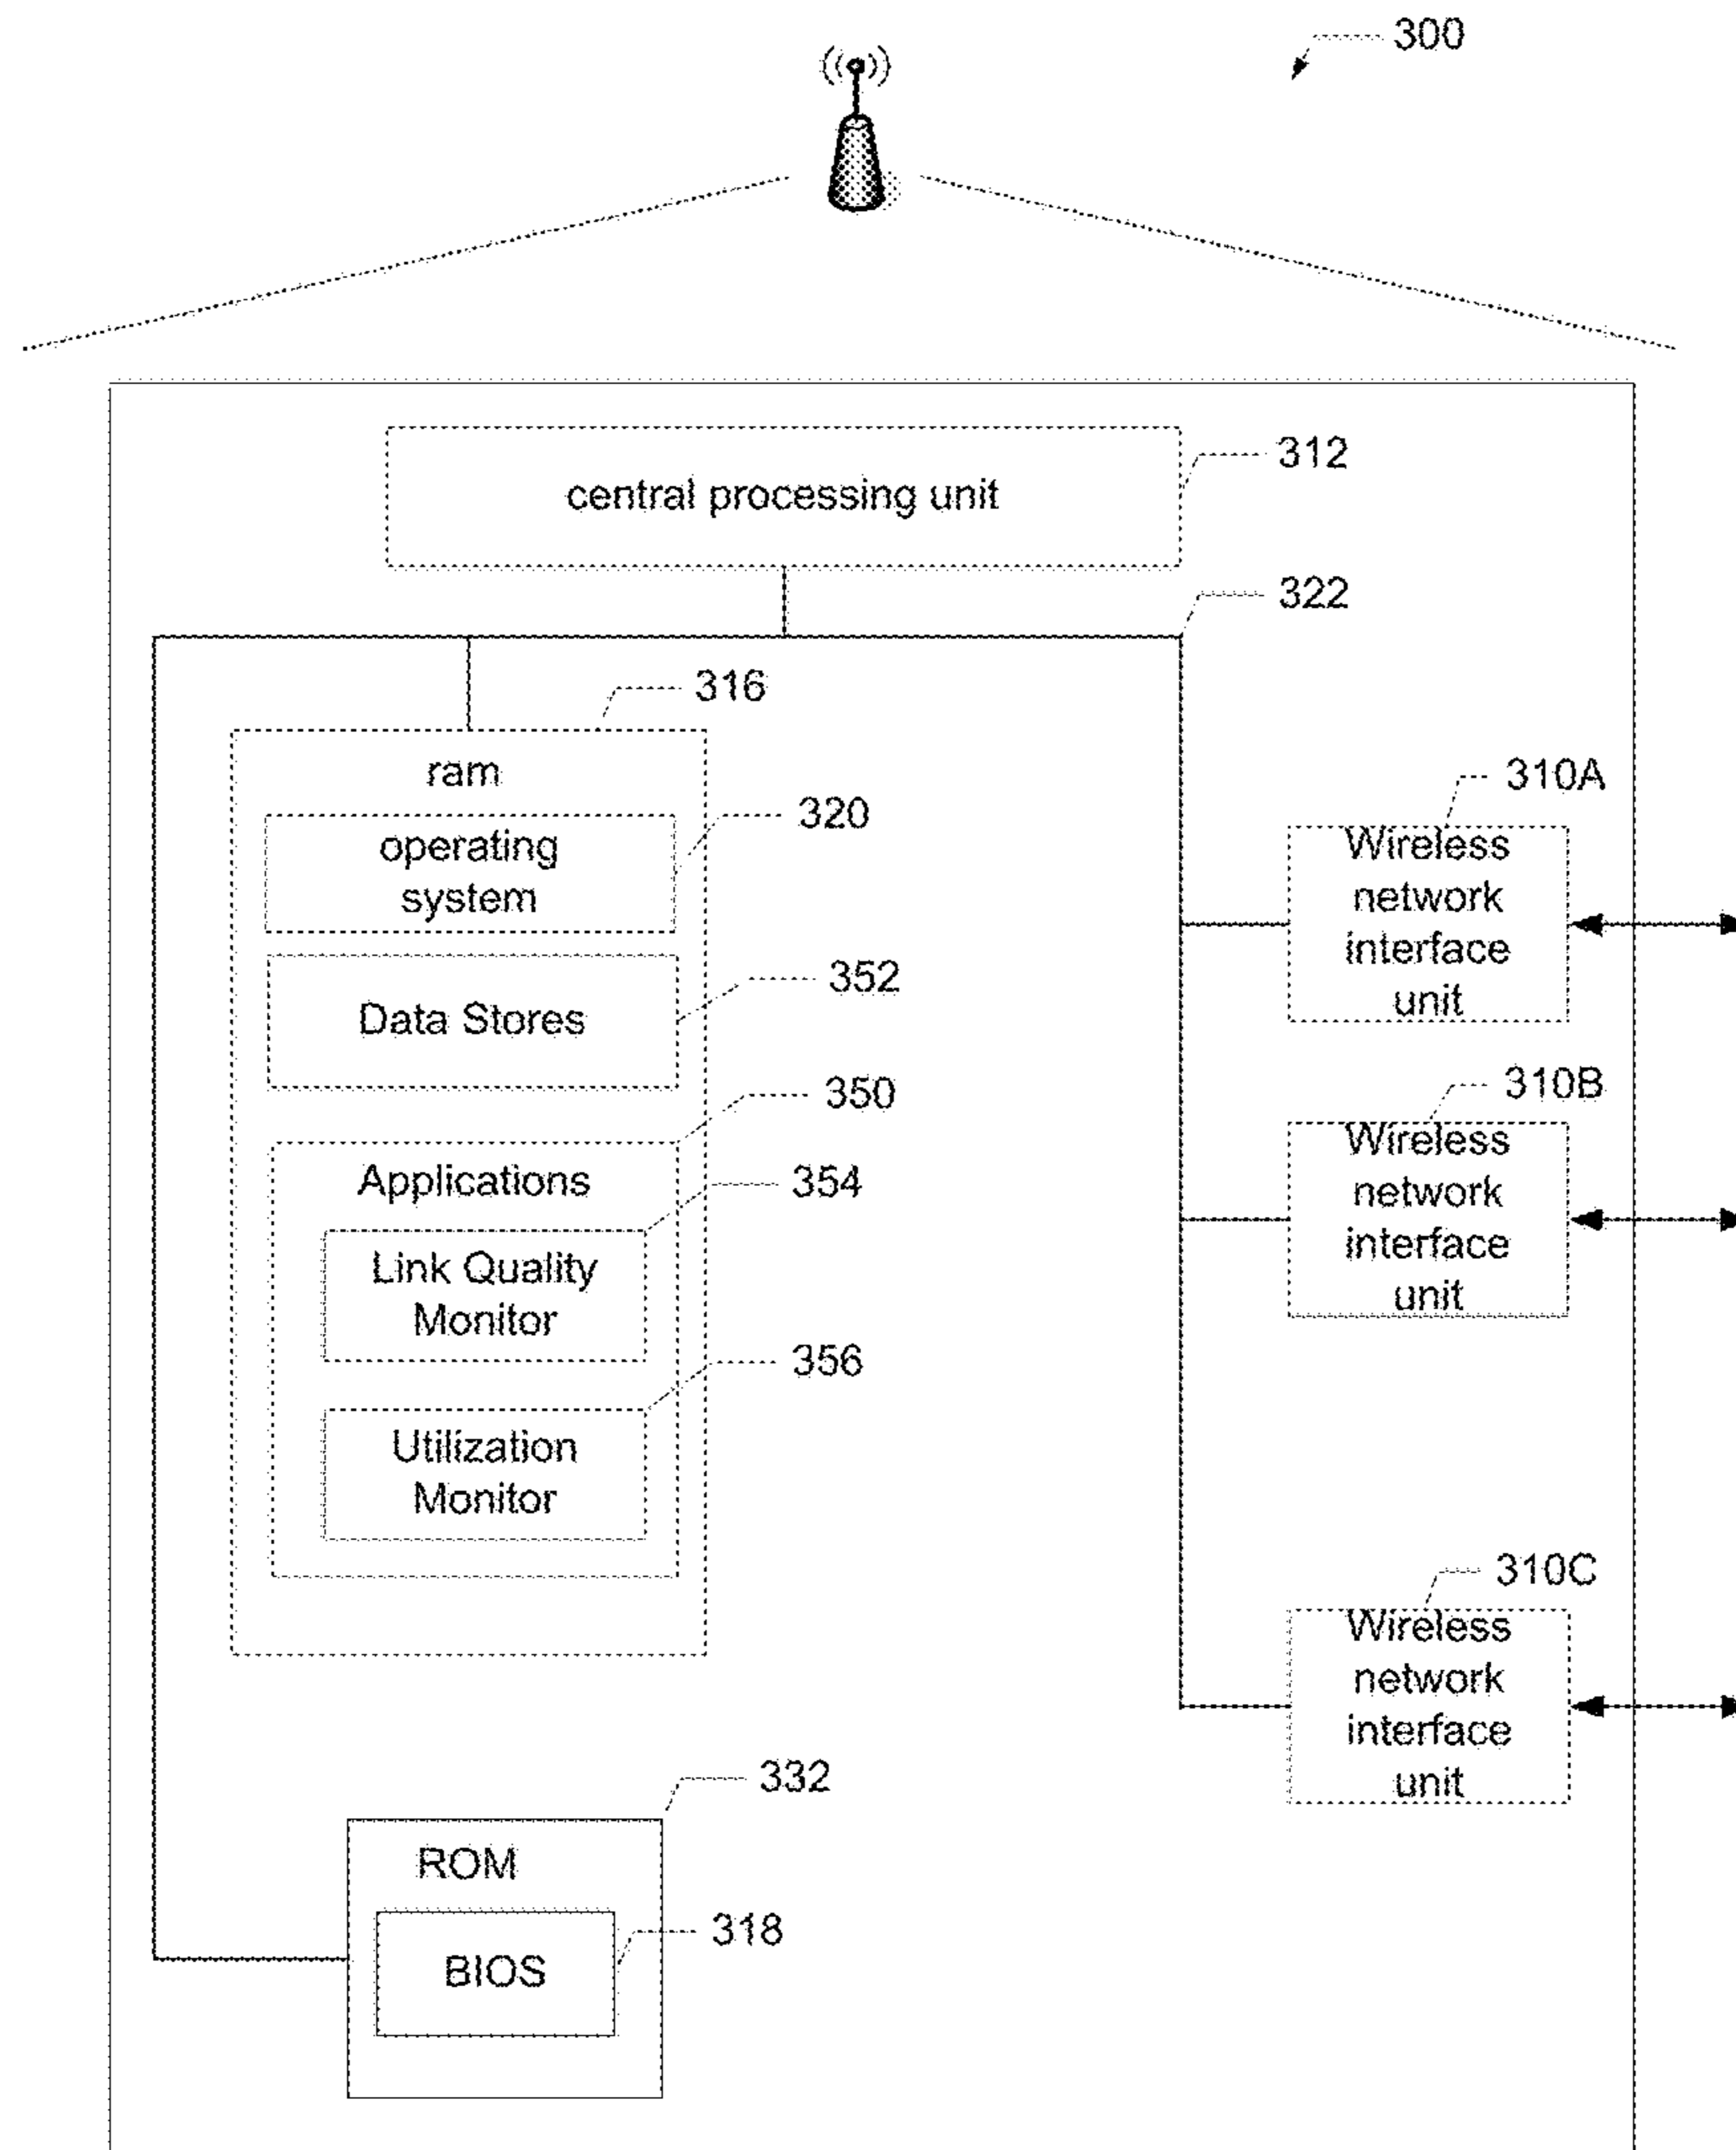 300
312
central processing unit
322
316
ram
320
operating
system
352
Data Stores
350
Applications
354
Link Quality
Monitor
356
Utilization
Monitor
310A
Wireless
network
interface
unit
310B
Wireless
network
interface
unit
310C
Wireless
network
interface
unit
332
ROM
318
BIOS